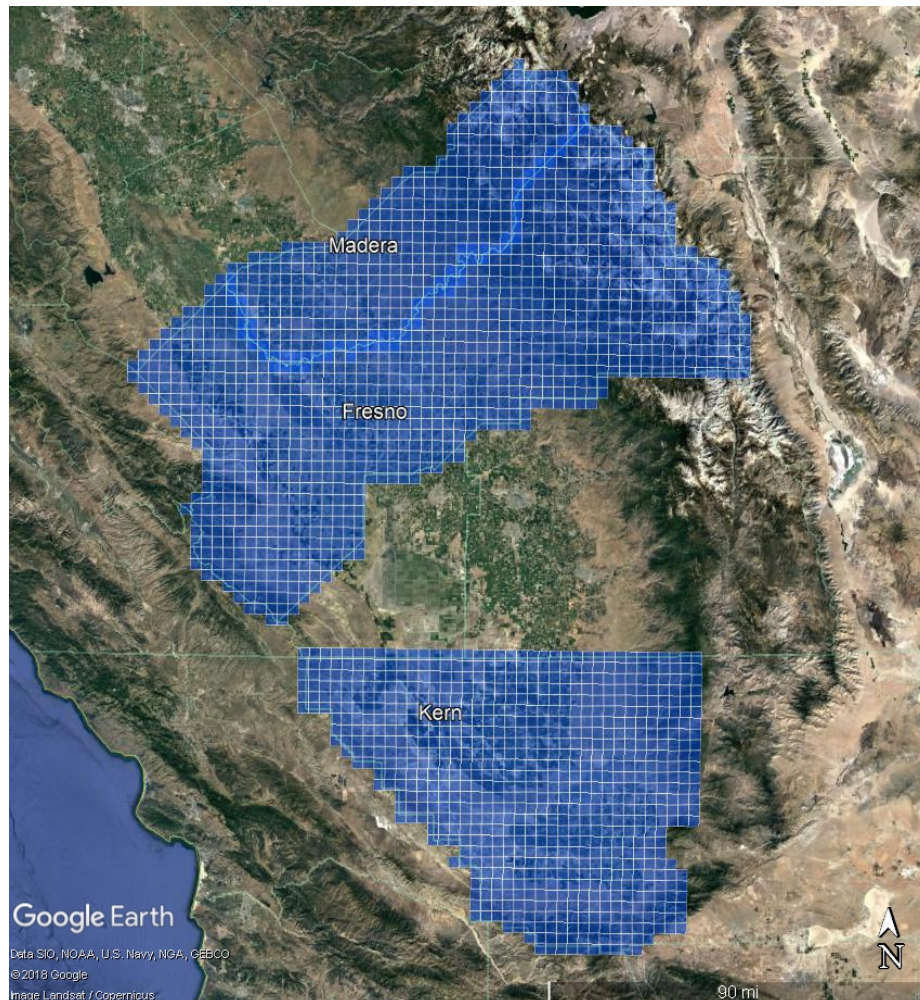 Madera
Fresno
Kern
Google Earth
Data SIO, NOAA, U.S. Navy, NGA, GEBCO
©2018 Google
Image Landsat / Copernicus
N
90 mi